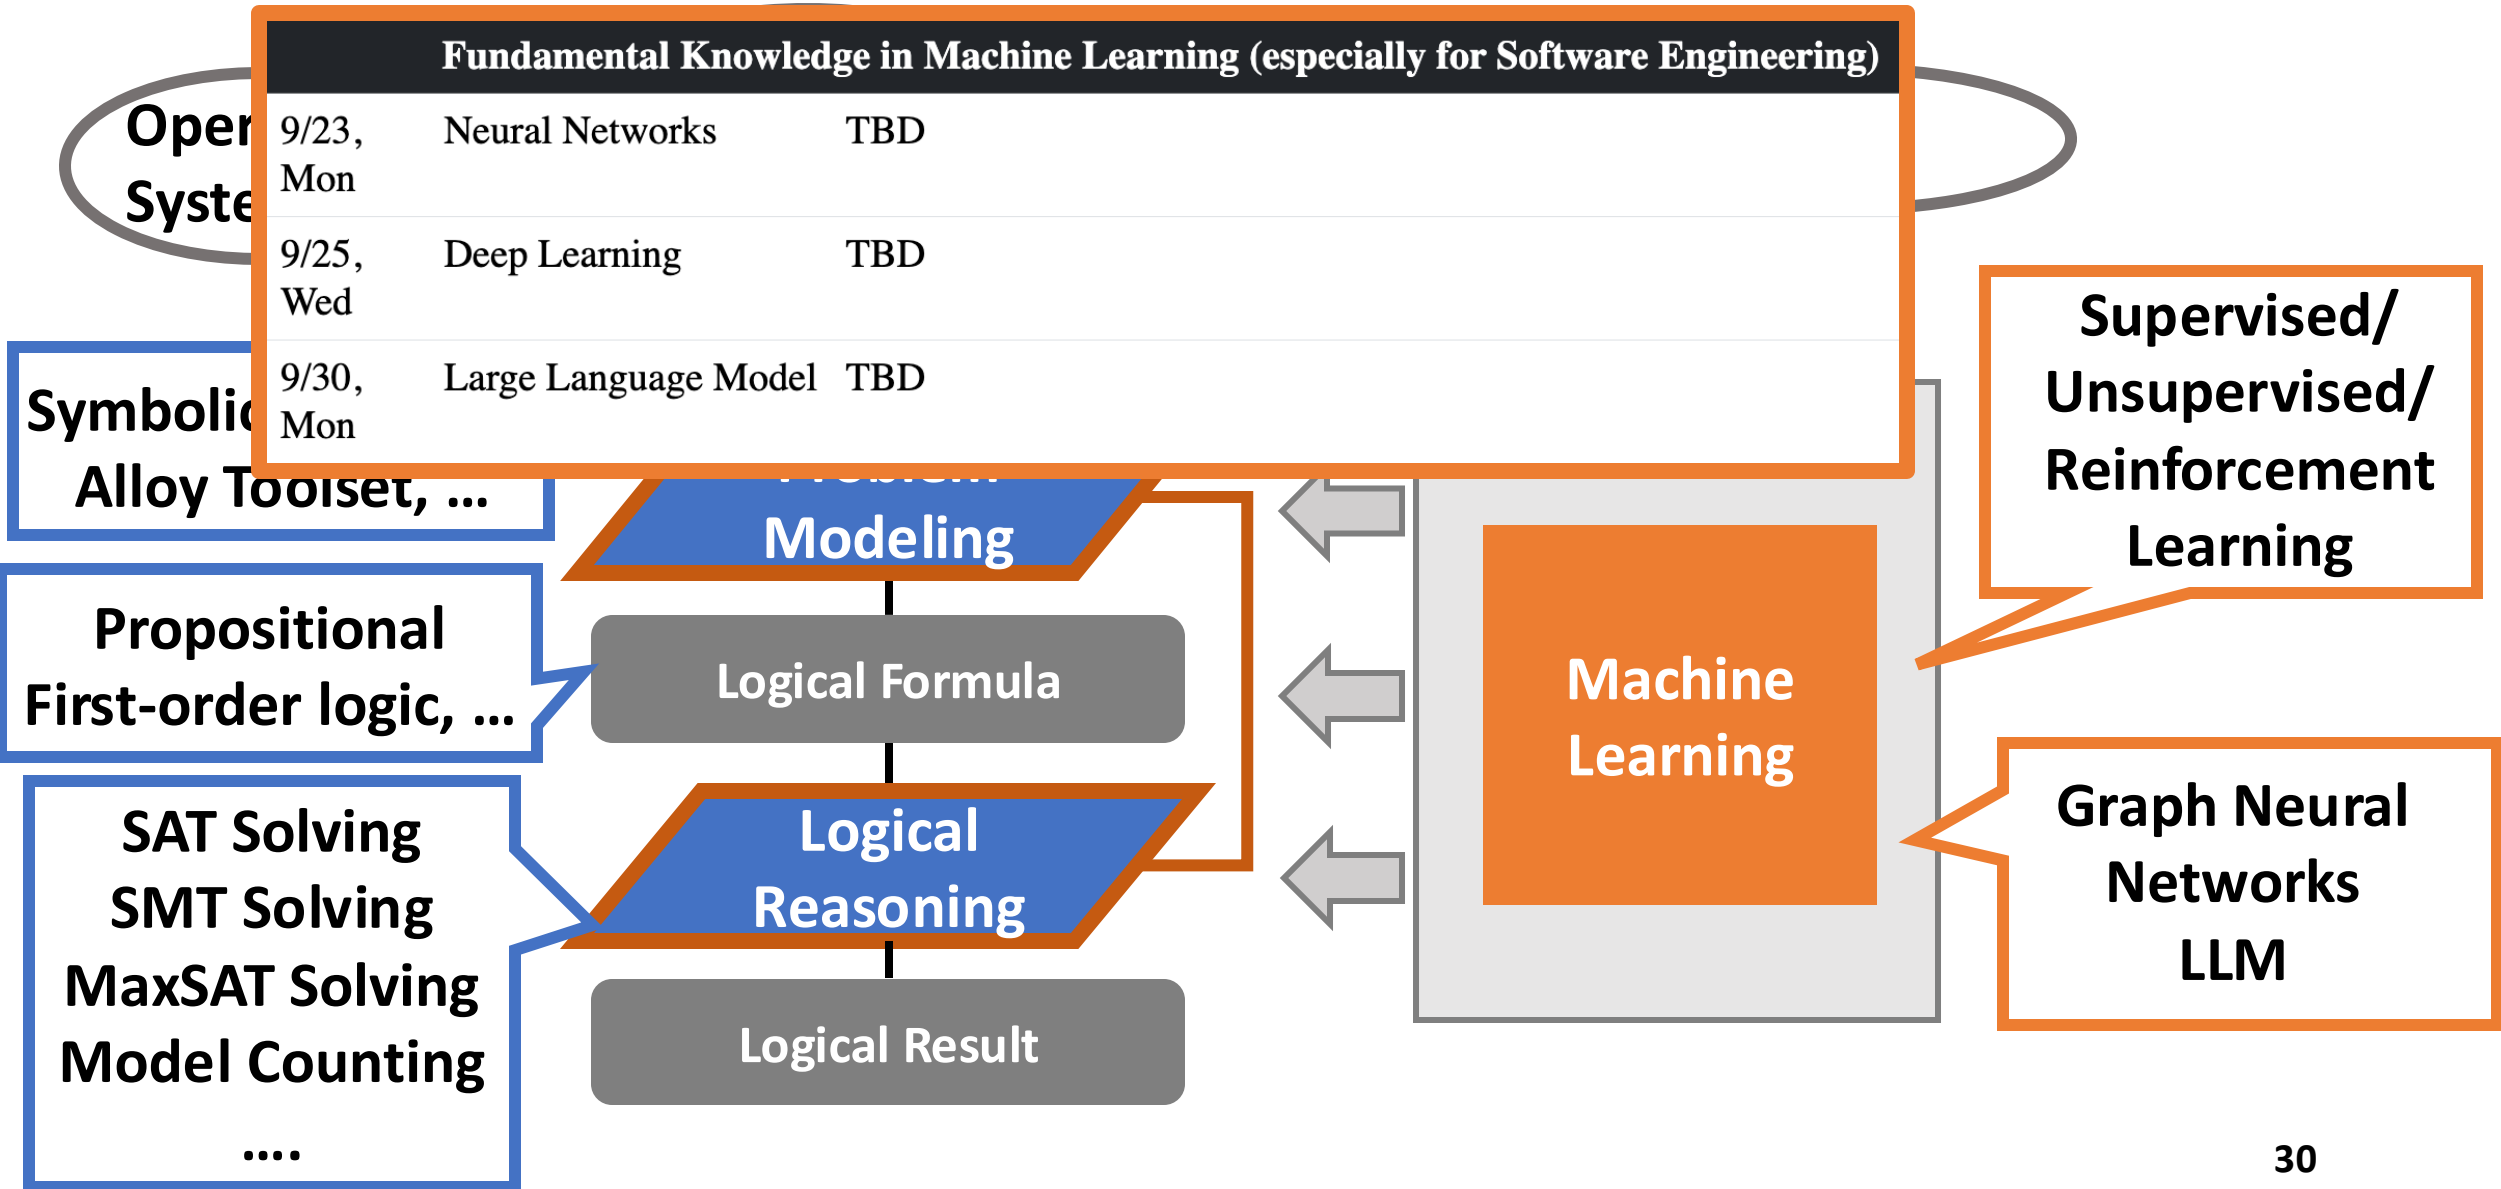 Fundamental Knowledge in Machine Learning (especially for Software Engineering)
9/23, Neural Networks TBD
Mon
9/25, Deep Learning TBD
Wed
9/30, Large Language Model TBD
Mon
Alloy Toolset, ...
Modeling
Propositional
First-order logic, ...
Logical Formula
SAT Solving
SMT Solving
MaxSAT Solving
Model Counting
.....
Logical
Reasoning
Logical Result
Machine
Learning
Supervised/
Unsupervised/
Reinforcement
Learning
Graph Neural
Networks
LLM
30